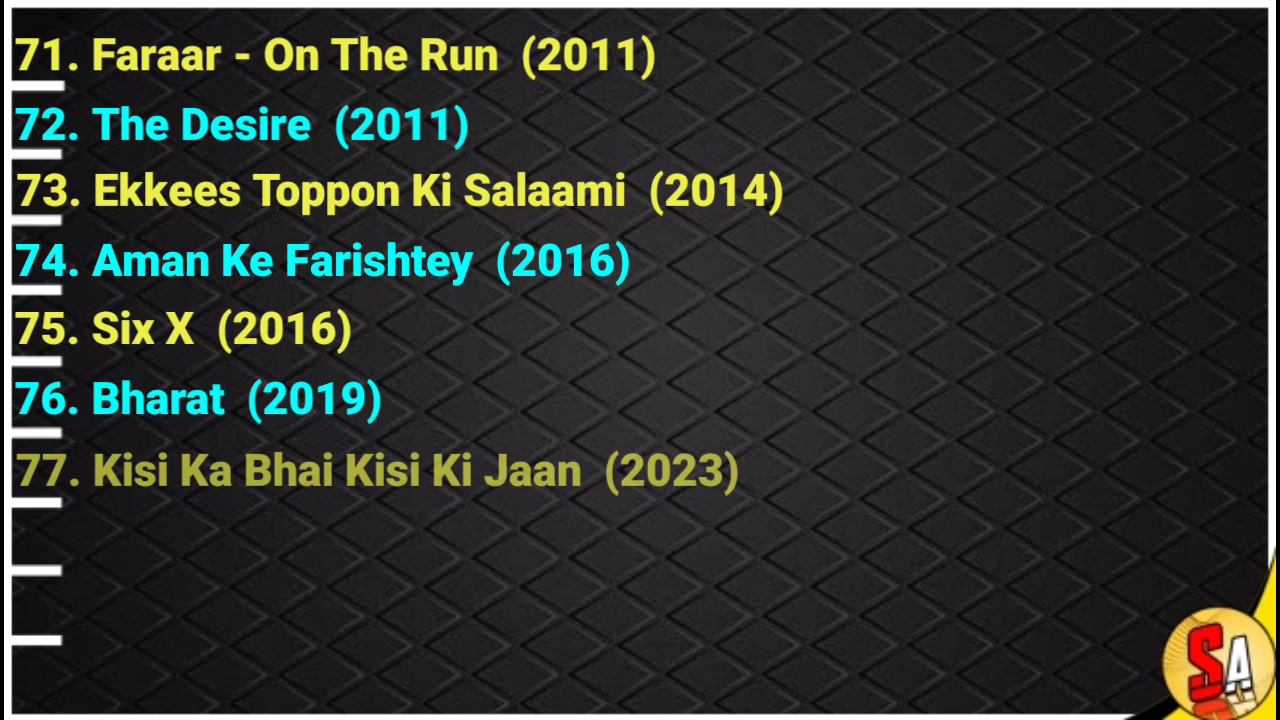 71. Faraar - On The Run (2011)
72. The Desire (2011)
73. Ekkees Toppon Ki Salaami (2014)
74. Aman Ke Farishtey (2016)
75. Six X (2016)
76. Bharat (2019)
77. Kisi Ka Bhai Kisi Ki Jaan (2023)
SA